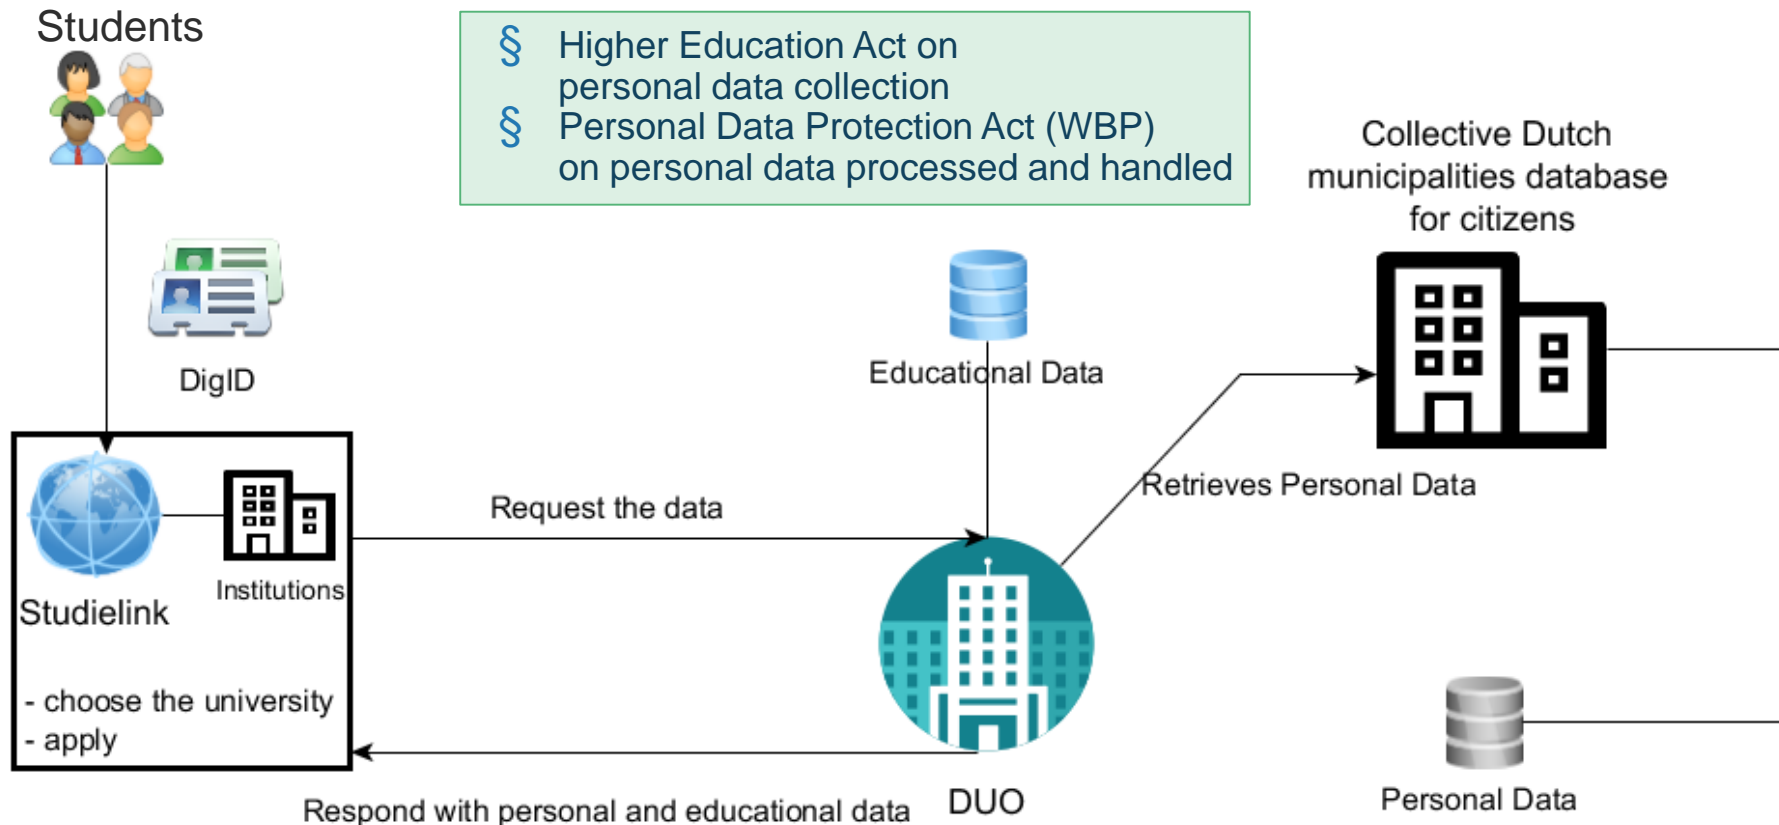 Students
§ Higher Education Act on
personal data collection
§ Personal Data Protection Act (WBP)
on personal data processed and handled
Collective Dutch
municipalities database
for citizens
DigID
Educational Data
Retrieves Personal Data
Request the data
Institutions
Studielink
- choose the university
- apply
Respond with personal and educational data
DUO
Personal Data